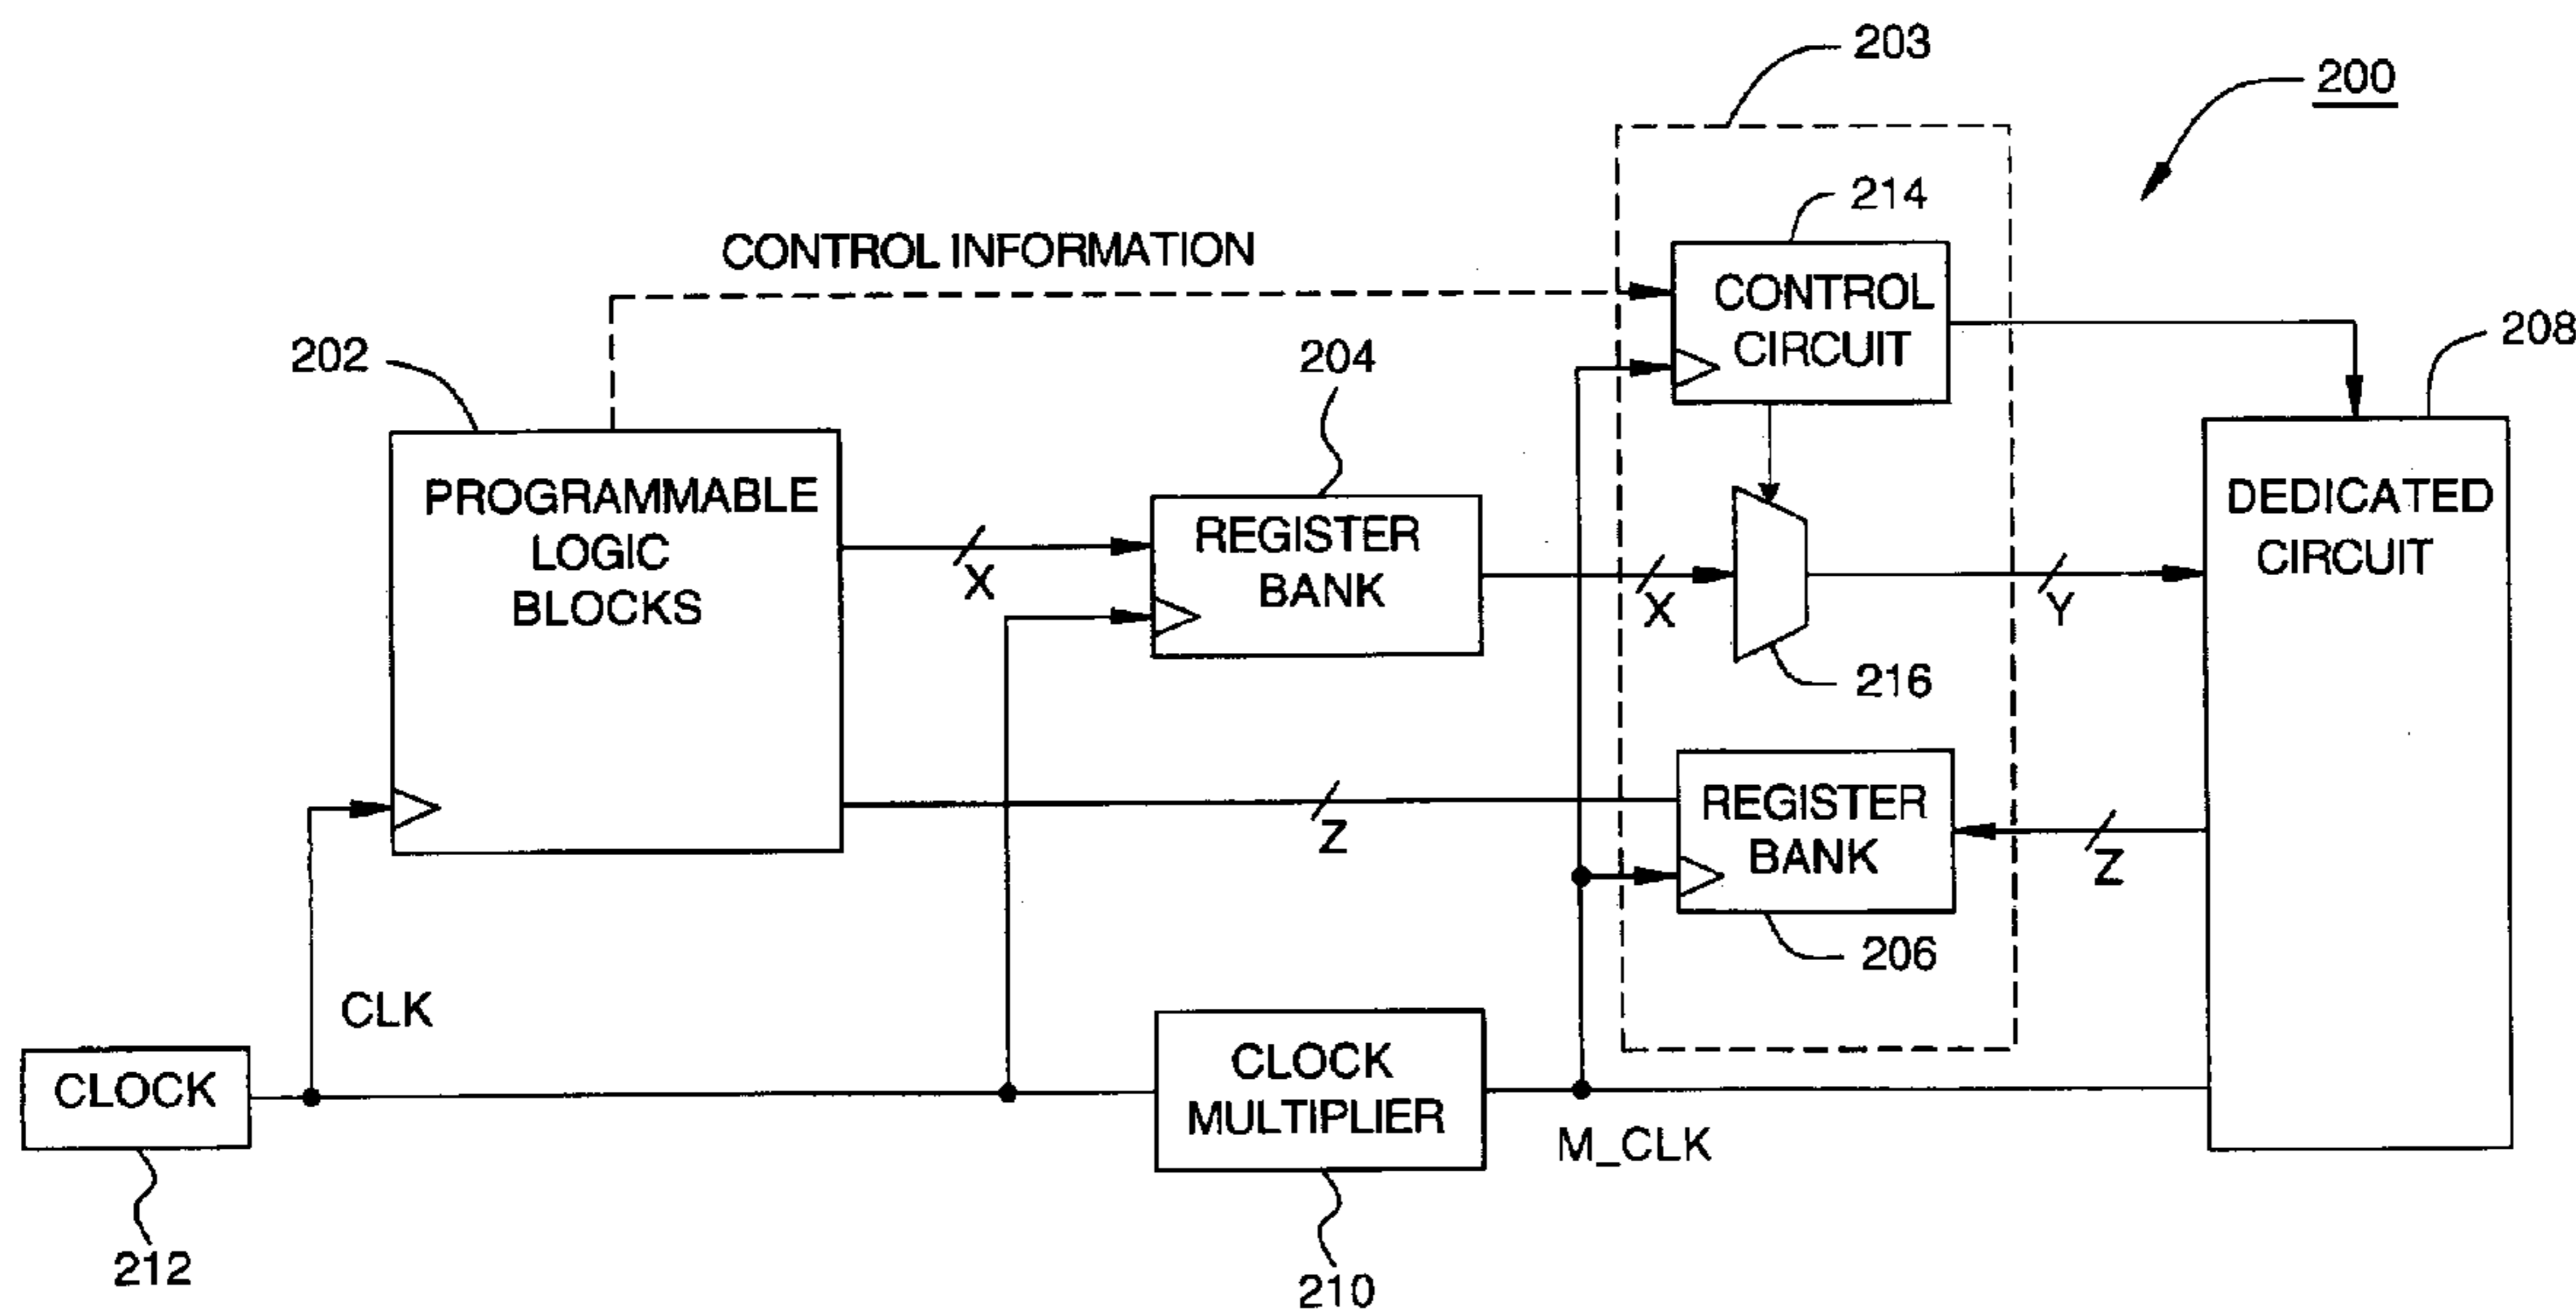 203
200
214
CONTROL INFORMATION
CONTROL
CIRCUIT
202
204
208
PROGRAMMABLE
LOGIC
BLOCKS
REGISTER
BANK
DEDICATED
CIRCUIT
X
X
Y
216
REGISTER
BANK
Z
Z
206
CLK
CLOCK
CLOCK
MULTIPLIER
M_CLK
212
210